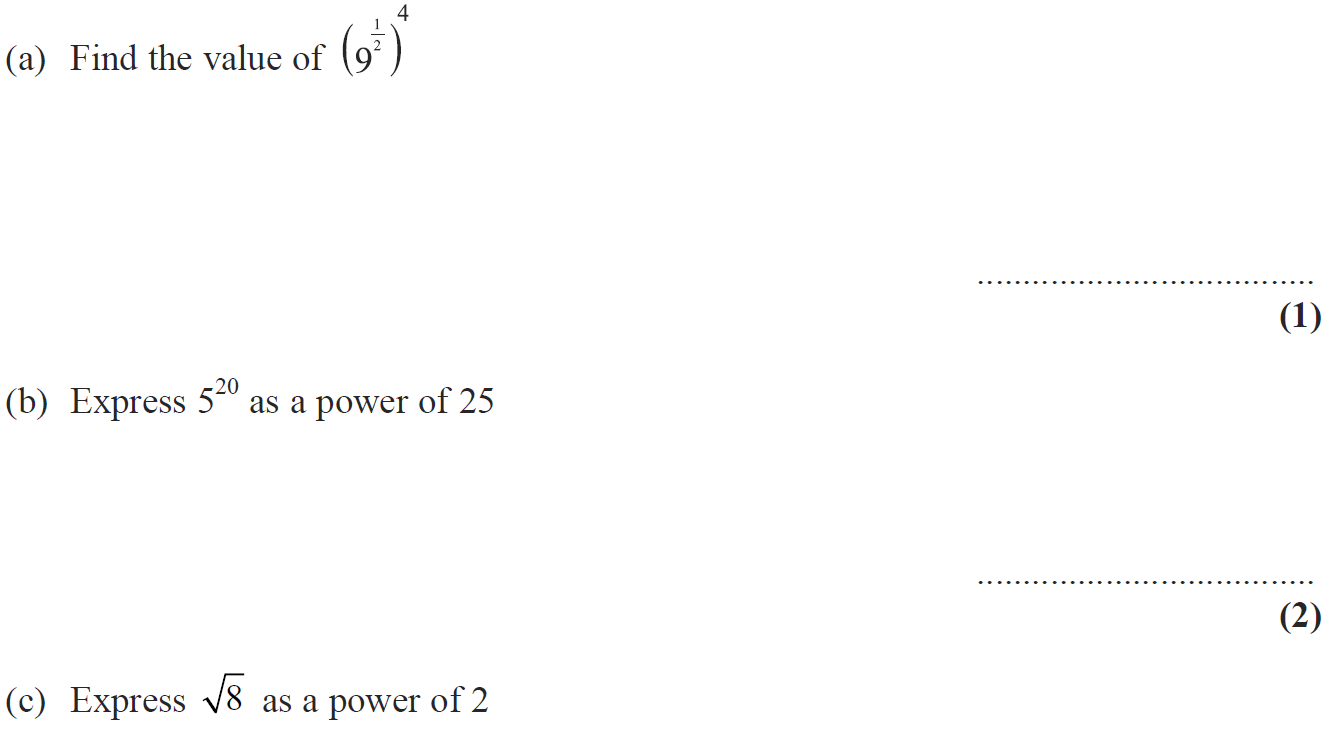 (a) Find the value of (9^{1/2})^4
....................................
(1)
(b) Express 5^{20} as a power of 25
....................................
(2)
(c) Express √8 as a power of 2